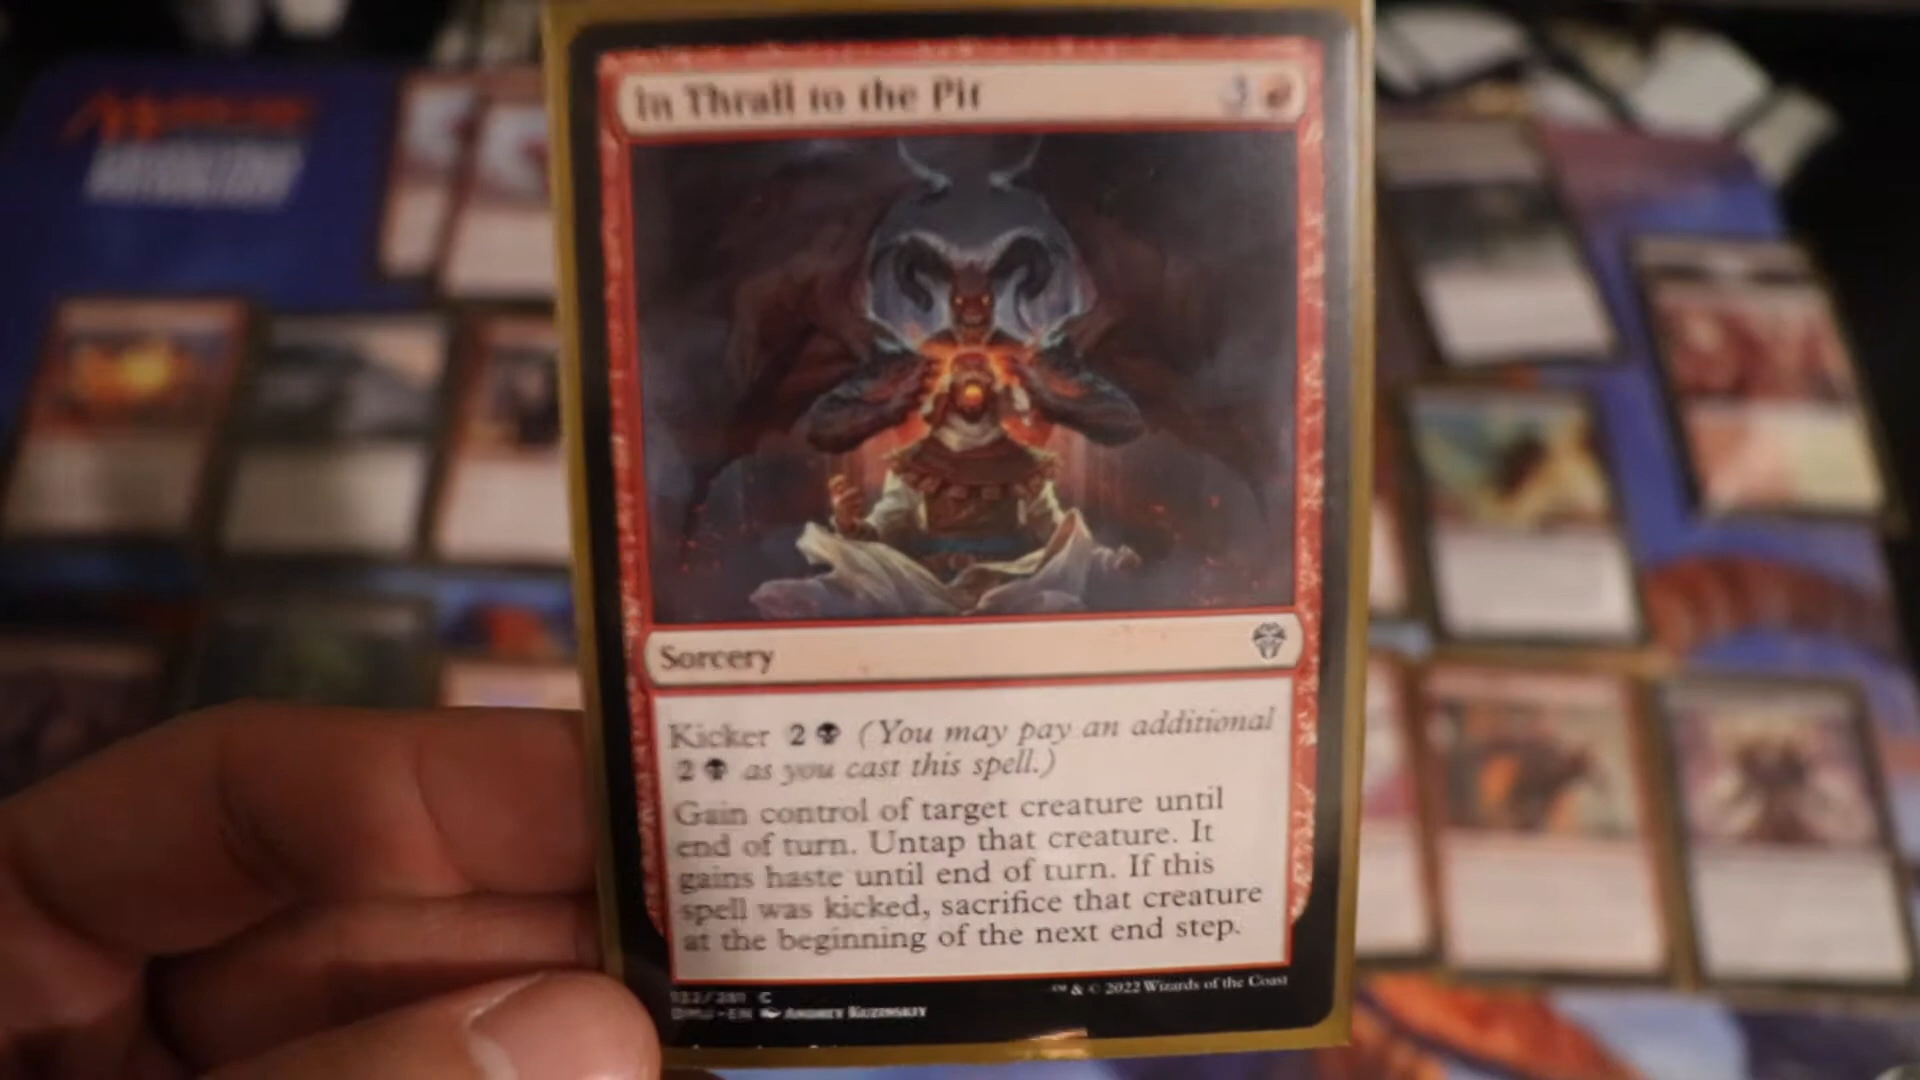 In Thrall to the Pit 3
Sorcery
Kicker 2 (You may pay an additional
2 as you cast this spell.)
Gain control of target creature until
end of turn. Untap that creature. It
gains haste until end of turn. If this
spell was kicked, sacrifice that creature
at the beginning of the next end step.
C
DMU • EN Andrey Kuzinskiy
™ & © 2022 Wizards of the Coast